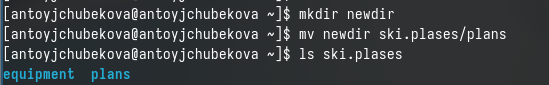 [antoyjchubekova@antoyjchubekova ~]$ mkdir newdir
[antoyjchubekova@antoyjchubekova ~]$ mv newdir ski.plases/plans
[antoyjchubekova@antoyjchubekova ~]$ ls ski.plases
equipment  plans